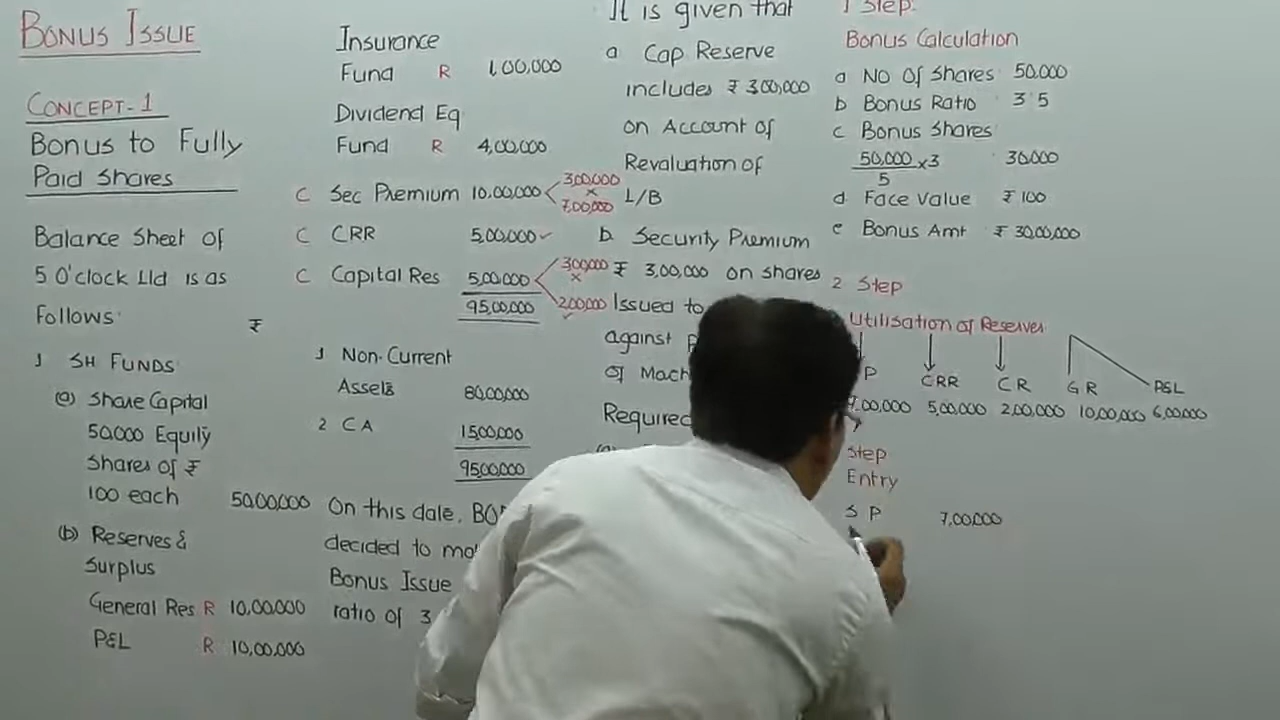 BONUS ISSUE
CONCEPT-1
Bonus to Fully
Paid Shares
Balance Sheet of
5 O'clock Ltd is as
Follows
₹
1 SH FUNDS
(a) Share Capital
50,000 Equity
Shares of ₹
100 each 50,00,000
(b) Reserves &
Surplus
General Res R 10,00,000
P&L R 10,00,000
Insurance
Fund R 1,00,000
Dividend Eq
Fund R 4,00,000
C Sec Premium 10,00,000 < 3,00,000 x
7,00,000
C CRR 5,00,000 ✓
C Capital Res 5,00,000 < 300,000 x
2,00,000 ✓
95,00,000
1 Non-Current
Assets 80,00,000
2 CA 15,00,000
95,00,000
On this date, BO
decided to ma
Bonus Issue
ratio of 3
It is given that
a Cap Reserve
includes ₹ 3,00,000
on Account of
Revaluation of
L/B
b. Security Premium
₹ 3,00,000 on shares
Issued to
against
of Mach
Required
1 Step
Bonus Calculation
a No Of Shares 50,000
b Bonus Ratio 3:5
c Bonus Shares
50,000 x 3 30,000
5
d Face Value ₹ 100
e Bonus Amt ₹ 30,00,000
2 Step
Utilisation of Reserves
P CRR CR GR P&L
7,00,000 5,00,000 2,00,000 10,00,000 6,00,000
Step
Entry
S P 7,00,000